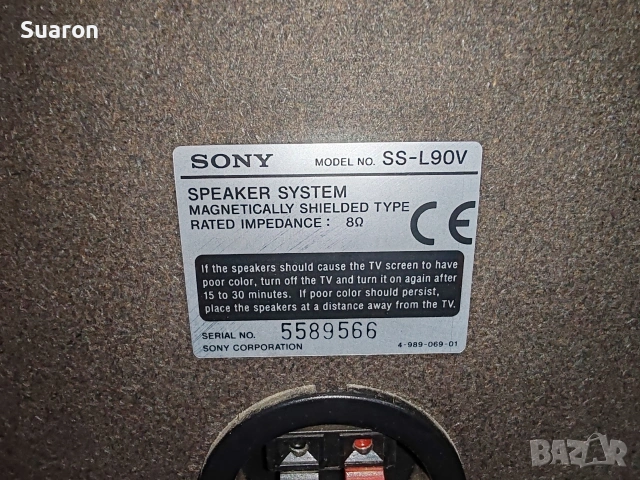 Suaron
SONY MODEL NO. SS-L90V
SPEAKER SYSTEM
MAGNETICALLY SHIELDED TYPE
RATED IMPEDANCE : 8Ω
CE
If the speakers should cause the TV screen to have
poor color, turn off the TV and turn it on again after
15 to 30 minutes. If poor color should persist,
place the speakers at a distance away from the TV.
SERIAL NO. 5589566
SONY CORPORATION 4-989-069-01
BAZAR